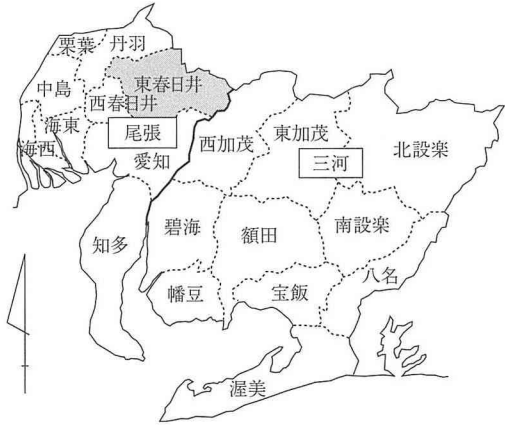 栗葉
丹羽
東春日井
中島
西春日井
海東
海西
尾張
愛知
西加茂
東加茂
北設楽
三河
知多
碧海
額田
南設楽
八名
幡豆
宝飯
渥美